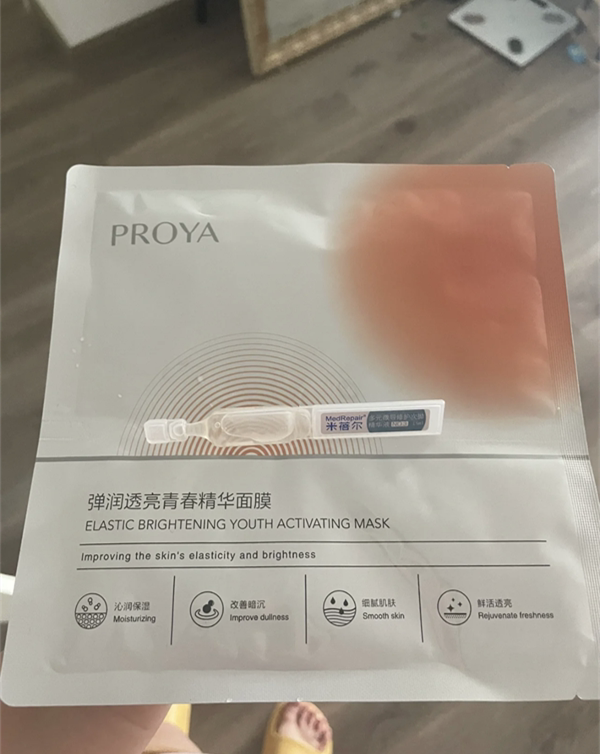 PROYA
MedRepair®
米蓓尔
弹润透亮青春精华面膜
ELASTIC BRIGHTENING YOUTH ACTIVATING MASK
Improving the skin's elasticity and brightness
沁润保湿
Moisturizing
改善暗沉
Improve dullness
细腻肌肤
Smooth skin
鲜活透亮
Rejuvenate freshness